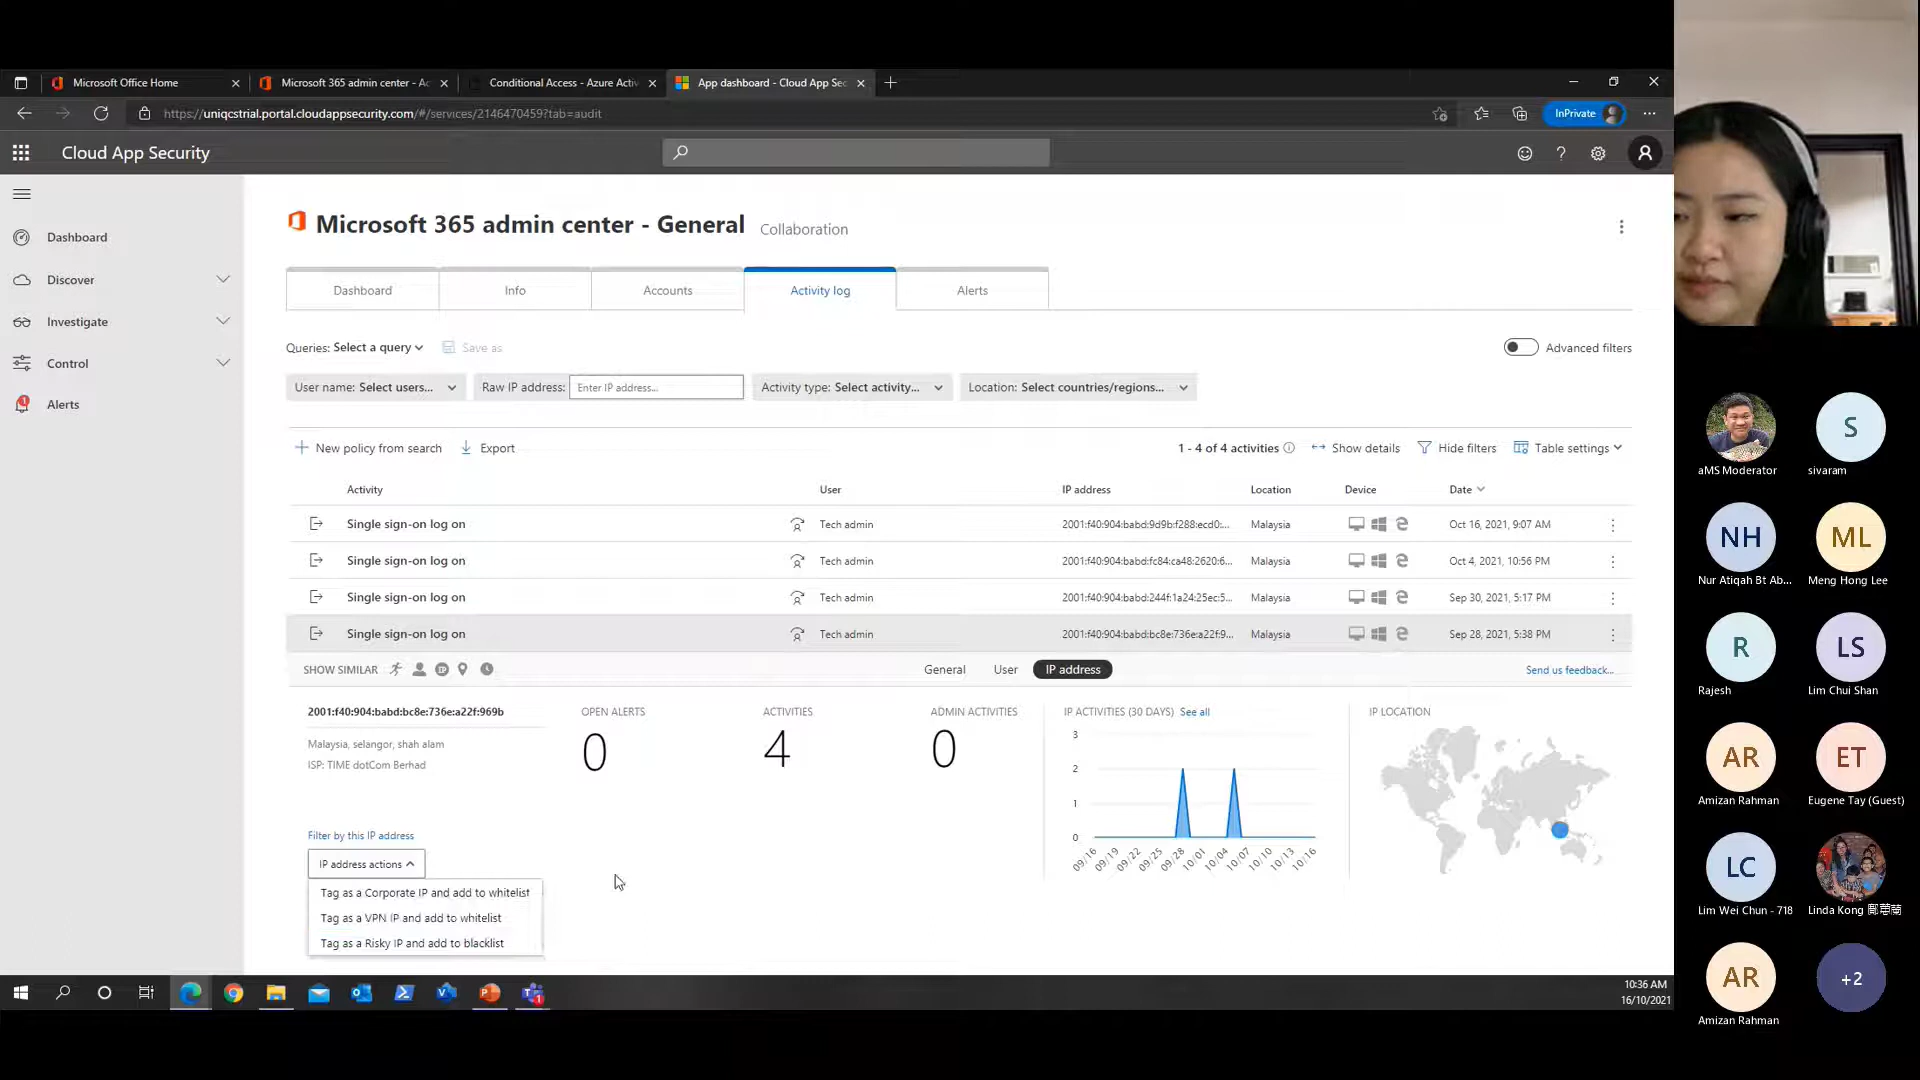 Microsoft Office Home
Microsoft 365 admin center - Ac
Conditional Access - Azure Activ
App dashboard - Cloud App Sec
https://uniqcstrial.portal.cloudappsecurity.com/#/services/2146470459?tab=audit
InPrivate
Cloud App Security
Microsoft 365 admin center - General
Collaboration
Dashboard
Discover
Investigate
Control
Alerts
1
Dashboard
Info
Accounts
Activity log
Alerts
Queries: Select a query
Save as
Advanced filters
User name: Select users...
Raw IP address:
Enter IP address...
Activity type: Select activity...
Location: Select countries/regions...
New policy from search
Export
1 - 4 of 4 activities
Show details
Hide filters
Table settings
Activity User IP address Location Device Date
Single sign-on log on Tech admin 2001:f40:904:babd:9d9b:f288:ecd0:... Malaysia Oct 16, 2021, 9:07 AM
Single sign-on log on Tech admin 2001:f40:904:babd:fc84:ca48:2620:6... Malaysia Oct 4, 2021, 10:56 PM
Single sign-on log on Tech admin 2001:f40:904:babd:244f:1a24:25ec:5... Malaysia Sep 30, 2021, 5:17 PM
Single sign-on log on Tech admin 2001:f40:904:babd:bc8e:736e:a22f:9... Malaysia Sep 28, 2021, 5:38 PM
SHOW SIMILAR
General User IP address
Send us feedback...
2001:f40:904:babd:bc8e:736e:a22f:969b
Malaysia, selangor, shah alam
ISP: TIME dotCom Berhad
OPEN ALERTS
0
ACTIVITIES
4
ADMIN ACTIVITIES
0
IP ACTIVITIES (30 DAYS) See all
3
2
1
0
09/16 09/19 09/22 09/25 09/28 10/01 10/04 10/07 10/10 10/13 10/16
IP LOCATION
Filter by this IP address
IP address actions
Tag as a Corporate IP and add to whitelist
Tag as a VPN IP and add to whitelist
Tag as a Risky IP and add to blacklist
10:36 AM
16/10/2021
aMS Moderator
S
sivaram
NH
Nur Atiqah Bt Ab...
ML
Meng Hong Lee
R
Rajesh
LS
Lim Chui Shan
AR
Amizan Rahman
ET
Eugene Tay (Guest)
LC
Lim Wei Chun - 718
Linda Kong
AR
Amizan Rahman
+2